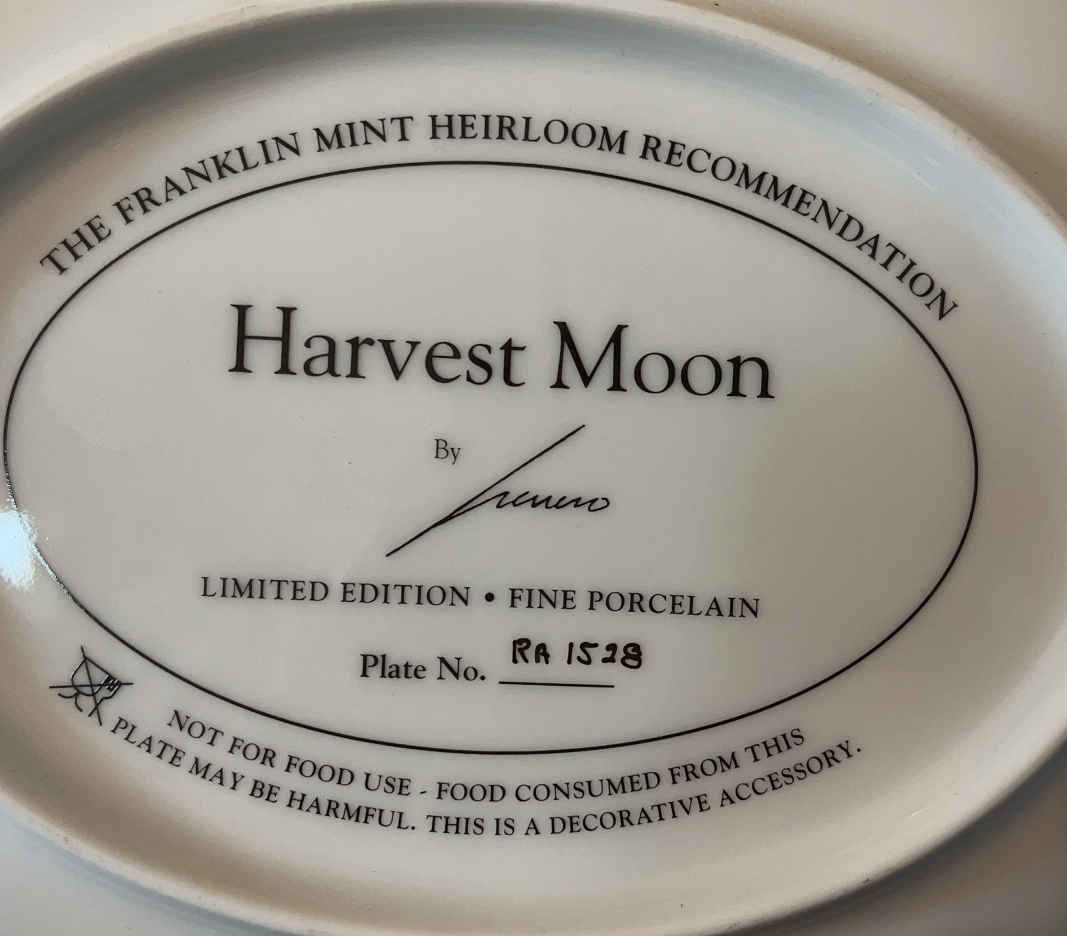 THE FRANKLIN MINT HEIRLOOM RECOMMENDATION
Harvest Moon
By
LIMITED EDITION • FINE PORCELAIN
Plate No. RA 1528
NOT FOR FOOD USE - FOOD CONSUMED FROM THIS
PLATE MAY BE HARMFUL. THIS IS A DECORATIVE ACCESSORY.